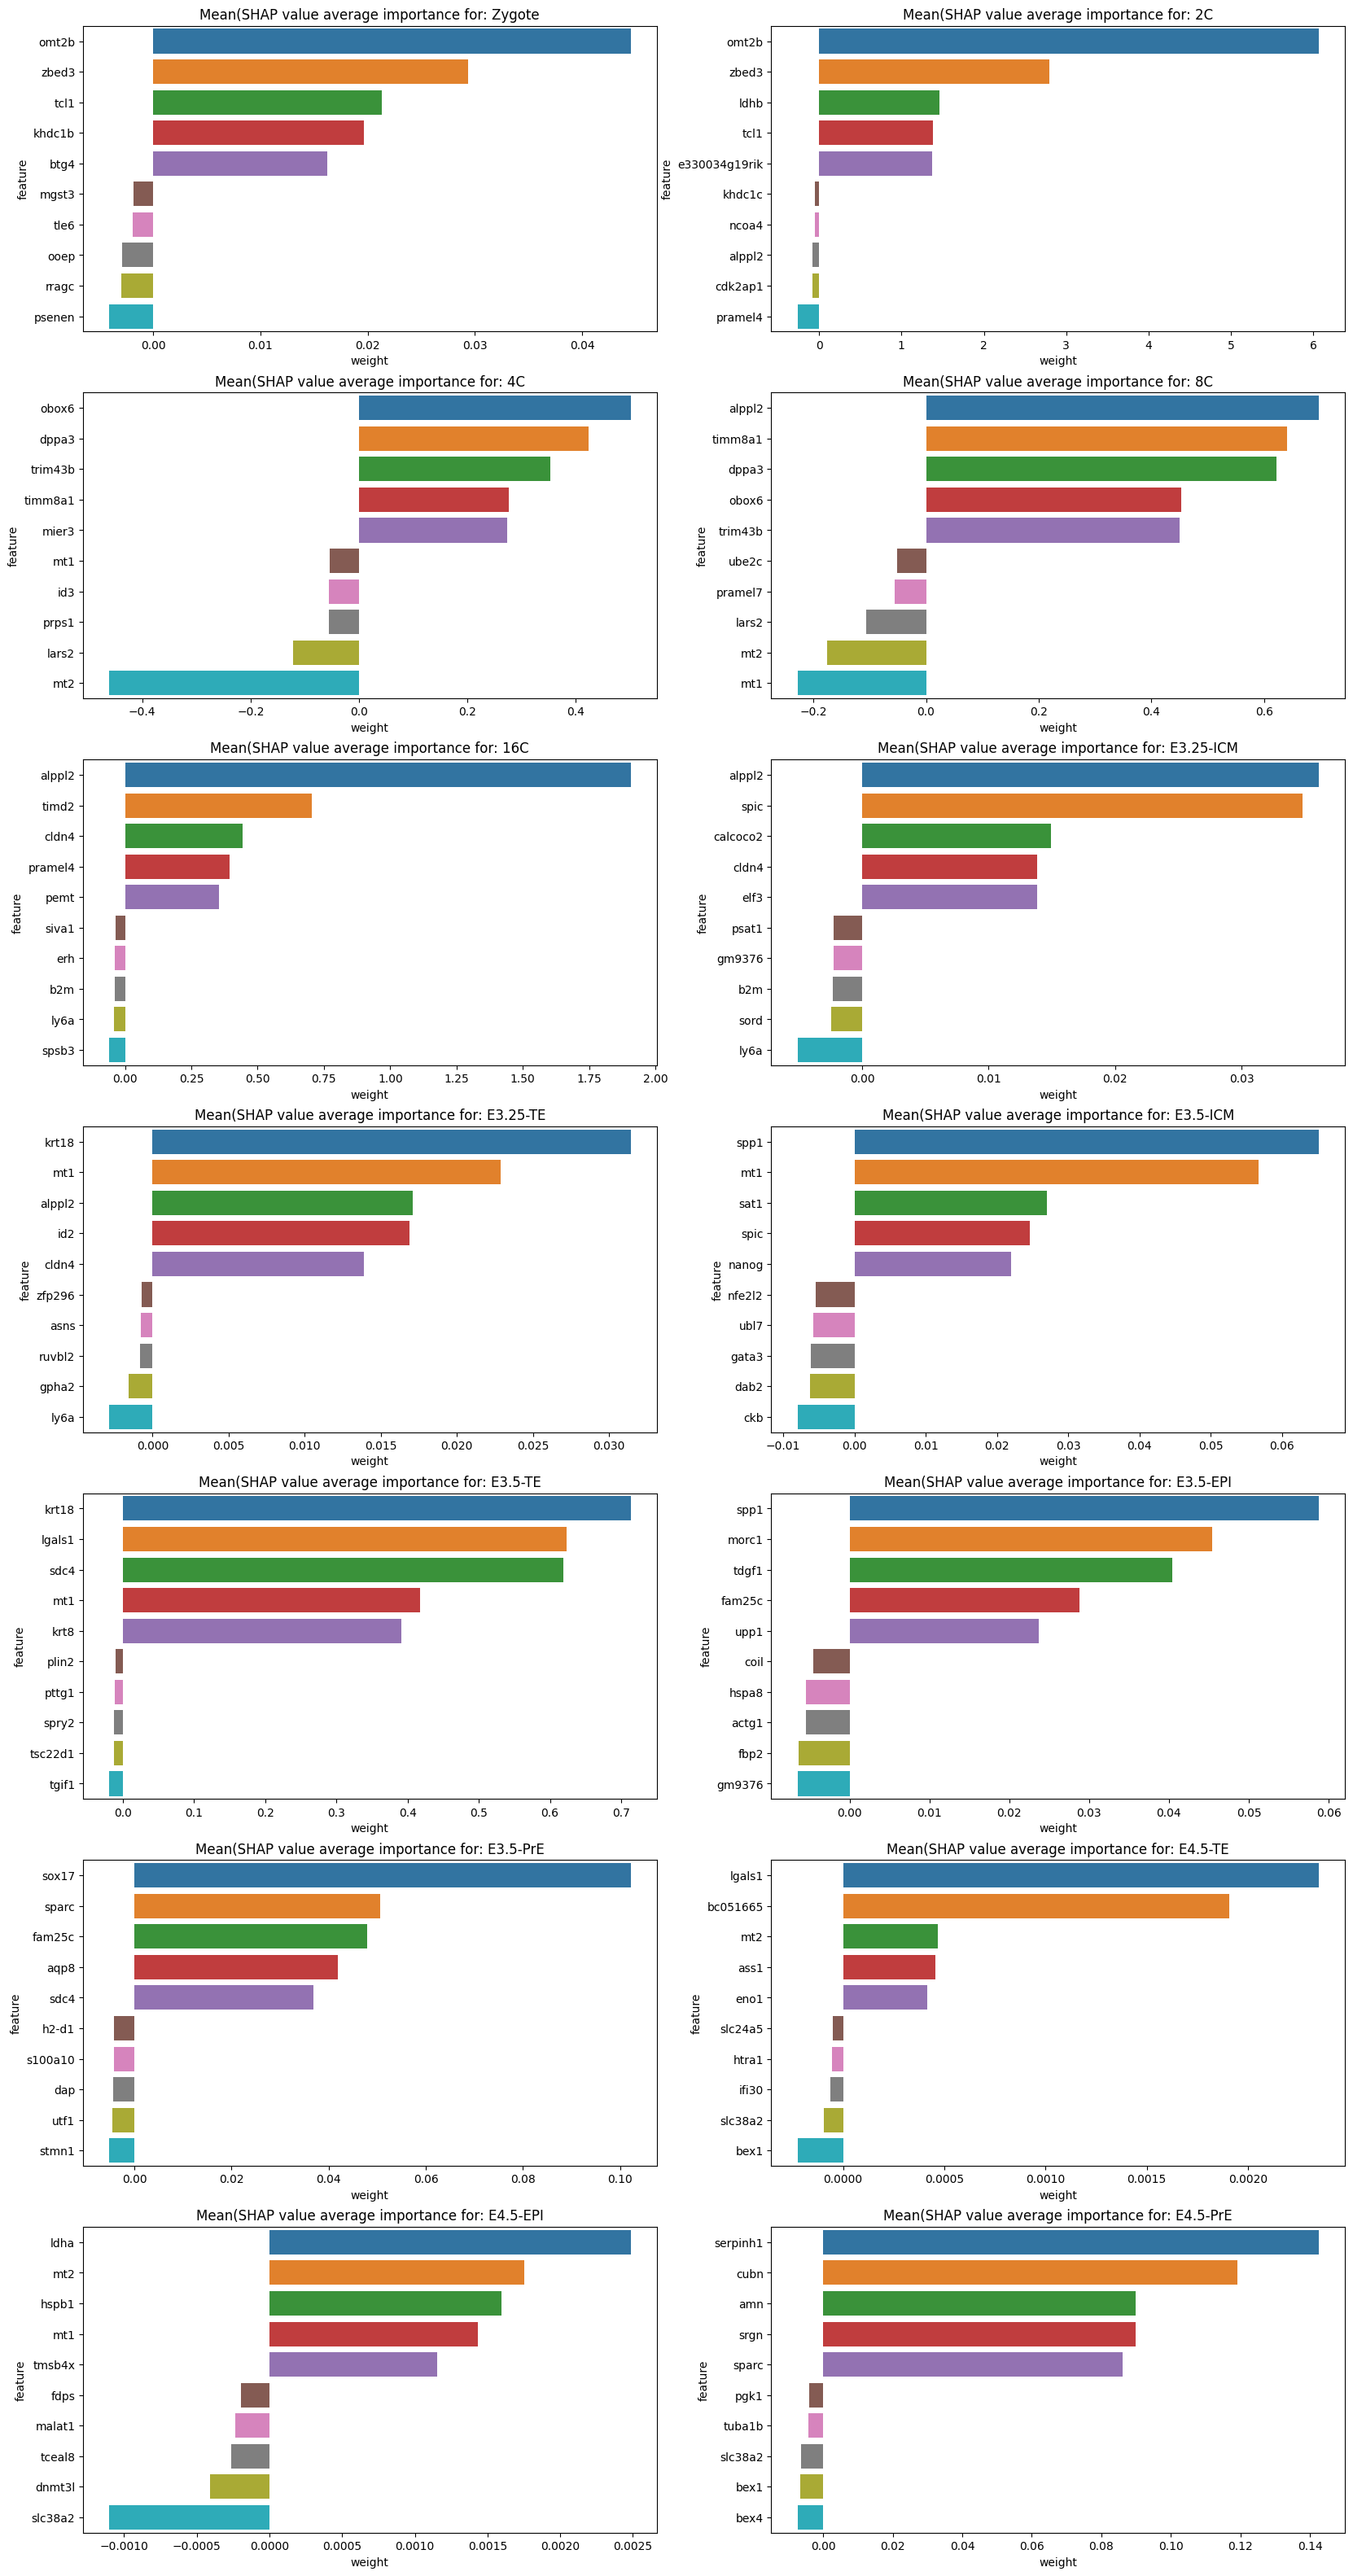 Mean(SHAP value average importance for: Zygote
feature
omt2b
zbed3
tcl1
khdc1b
btg4
mgst3
tle6
ooep
rragc
psenen
0.00 0.01 0.02 0.03 0.04
weight
Mean(SHAP value average importance for: 2C
feature
omt2b
zbed3
ldhb
tcl1
e330034g19rik
khdc1c
ncoa4
alppl2
cdk2ap1
pramel4
0 1 2 3 4 5 6
weight
Mean(SHAP value average importance for: 4C
feature
obox6
dppa3
trim43b
timm8a1
mier3
mt1
id3
prps1
lars2
mt2
−0.4 −0.2 0.0 0.2 0.4
weight
Mean(SHAP value average importance for: 8C
feature
alppl2
timm8a1
dppa3
obox6
trim43b
ube2c
pramel7
lars2
mt2
mt1
−0.2 0.0 0.2 0.4 0.6
weight
Mean(SHAP value average importance for: 16C
feature
alppl2
timd2
cldn4
pramel4
pemt
siva1
erh
b2m
ly6a
spsb3
0.00 0.25 0.50 0.75 1.00 1.25 1.50 1.75 2.00
weight
Mean(SHAP value average importance for: E3.25-ICM
feature
alppl2
spic
calcoco2
cldn4
elf3
psat1
gm9376
b2m
sord
ly6a
0.00 0.01 0.02 0.03
weight
Mean(SHAP value average importance for: E3.25-TE
feature
krt18
mt1
alppl2
id2
cldn4
zfp296
asns
ruvbl2
gpha2
ly6a
0.000 0.005 0.010 0.015 0.020 0.025 0.030
weight
Mean(SHAP value average importance for: E3.5-ICM
feature
spp1
mt1
sat1
spic
nanog
nfe2l2
ubl7
gata3
dab2
ckb
−0.01 0.00 0.01 0.02 0.03 0.04 0.05 0.06
weight
Mean(SHAP value average importance for: E3.5-TE
feature
krt18
lgals1
sdc4
mt1
krt8
plin2
pttg1
spry2
tsc22d1
tgif1
0.0 0.1 0.2 0.3 0.4 0.5 0.6 0.7
weight
Mean(SHAP value average importance for: E3.5-EPI
feature
spp1
morc1
tdgf1
fam25c
upp1
coil
hspa8
actg1
fbp2
gm9376
0.00 0.01 0.02 0.03 0.04 0.05 0.06
weight
Mean(SHAP value average importance for: E3.5-PrE
feature
sox17
sparc
fam25c
aqp8
sdc4
h2-d1
s100a10
dap
utf1
stmn1
0.00 0.02 0.04 0.06 0.08 0.10
weight
Mean(SHAP value average importance for: E4.5-TE
feature
lgals1
bc051665
mt2
ass1
eno1
slc24a5
htra1
ifi30
slc38a2
bex1
0.0000 0.0005 0.0010 0.0015 0.0020
weight
Mean(SHAP value average importance for: E4.5-EPI
feature
ldha
mt2
hspb1
mt1
tmsb4x
fdps
malat1
tceal8
dnmt3l
slc38a2
−0.0010 −0.0005 0.0000 0.0005 0.0010 0.0015 0.0020 0.0025
weight
Mean(SHAP value average importance for: E4.5-PrE
feature
serpinh1
cubn
amn
srgn
sparc
pgk1
tuba1b
slc38a2
bex1
bex4
0.00 0.02 0.04 0.06 0.08 0.10 0.12 0.14
weight